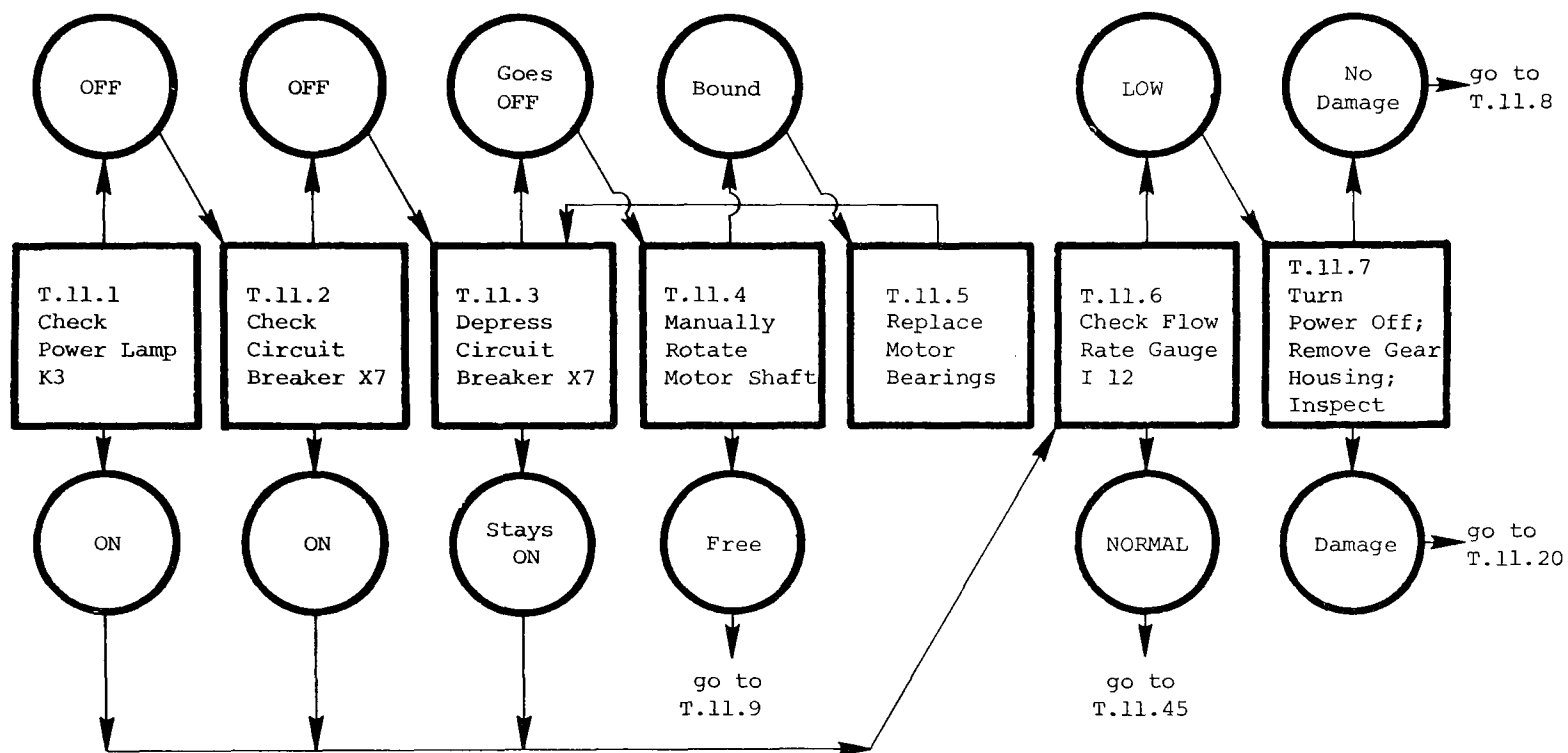 OFF
OFF
Goes
OFF
Bound
LOW
No
Damage
go to
T.11.8
T.11.1
Check
Power Lamp
K3
T.11.2
Check
Circuit
Breaker X7
T.11.3
Depress
Circuit
Breaker X7
T.11.4
Manually
Rotate
Motor Shaft
T.11.5
Replace
Motor
Bearings
T.11.6
Check Flow
Rate Gauge
I 12
T.11.7
Turn
Power Off;
Remove Gear
Housing;
Inspect
ON
ON
Stays
ON
Free
NORMAL
Damage
go to
T.11.20
go to
T.11.9
go to
T.11.45